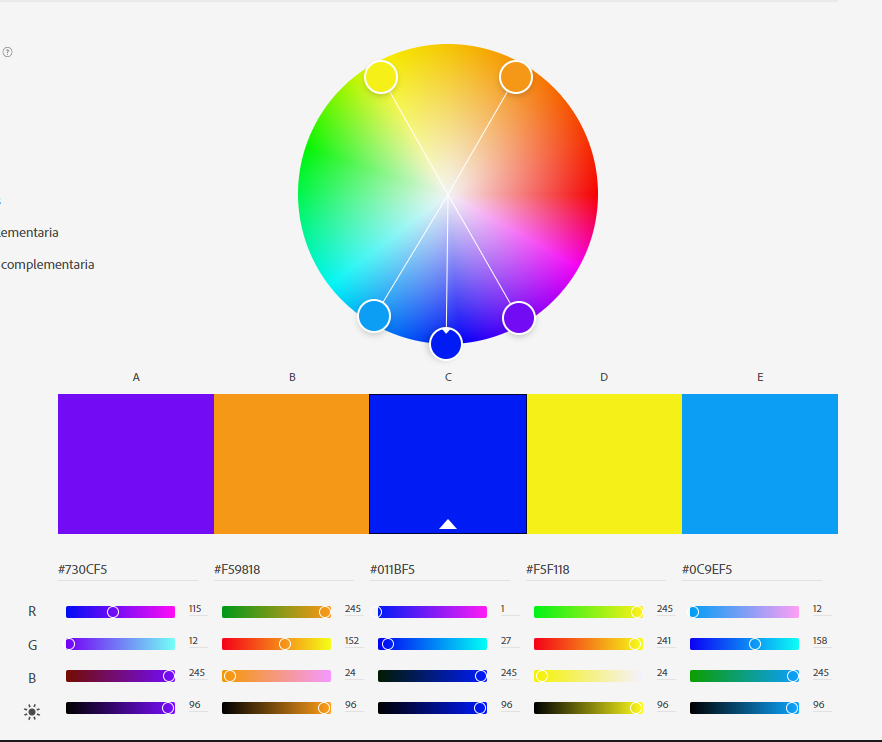 ?
ementaria
complementaria
A B C D E
#730CF5 #F59818 #011BF5 #F5F118 #0C9EF5
R 115 245 1 245 12
G 12 152 27 241 158
B 245 24 245 24 245
96 96 96 96 96